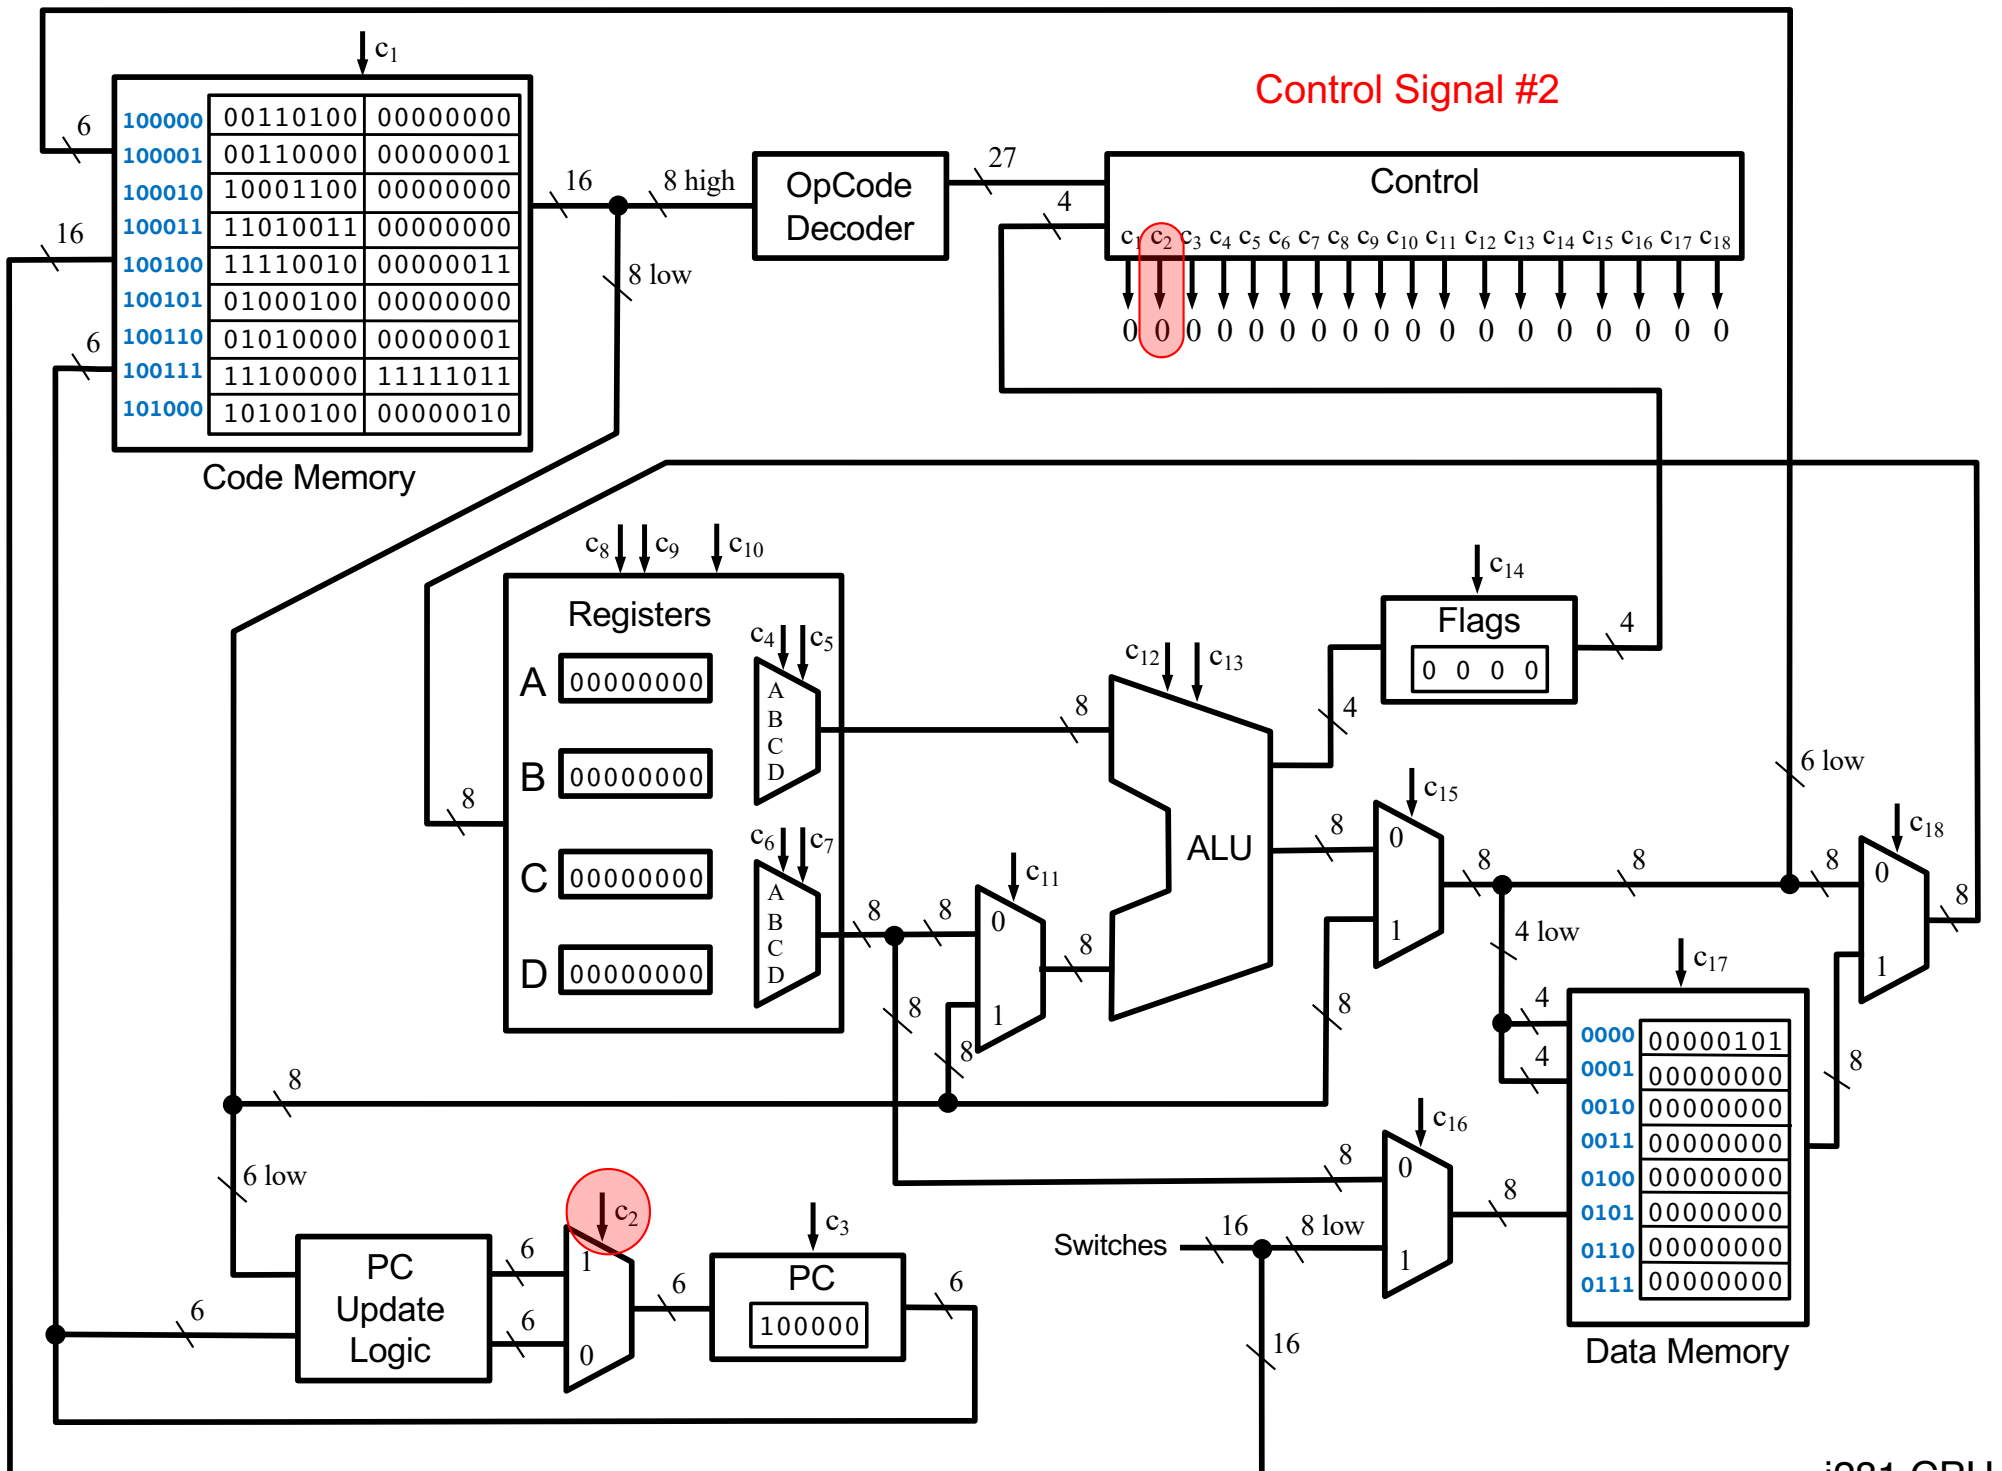 c1
Control Signal #2
100000 00110100 00000000
100001 00110000 00000001
100010 10001100 00000000
100011 11010011 00000000
100100 11110010 00000011
100101 01000100 00000000
100110 01010000 00000001
100111 11100000 11111011
101000 10100100 00000010
Code Memory
6
16
6
16
8 high
8 low
OpCode
Decoder
27
4
Control
c1 c2 c3 c4 c5 c6 c7 c8 c9 c10 c11 c12 c13 c14 c15 c16 c17 c18
0 0 0 0 0 0 0 0 0 0 0 0 0 0 0 0 0 0
c8 c9 c10
Registers
A 00000000
B 00000000
C 00000000
D 00000000
8
c4 c5
A
B
C
D
c6 c7
A
B
C
D
8
8
8
8
c11
0
1
8
8
c12 c13
ALU
c14
Flags
0 0 0 0
4
4
8
c15
0
1
8
8
8
6 low
8
c18
0
1
8
4 low
4
4
c17
0000 00000101
0001 00000000
0010 00000000
0011 00000000
0100 00000000
0101 00000000
0110 00000000
0111 00000000
Data Memory
8
8
6 low
PC
Update
Logic
6
6
6
c2
1
0
6
c3
PC
100000
6
Switches
16
8 low
16
8
c16
0
1
8